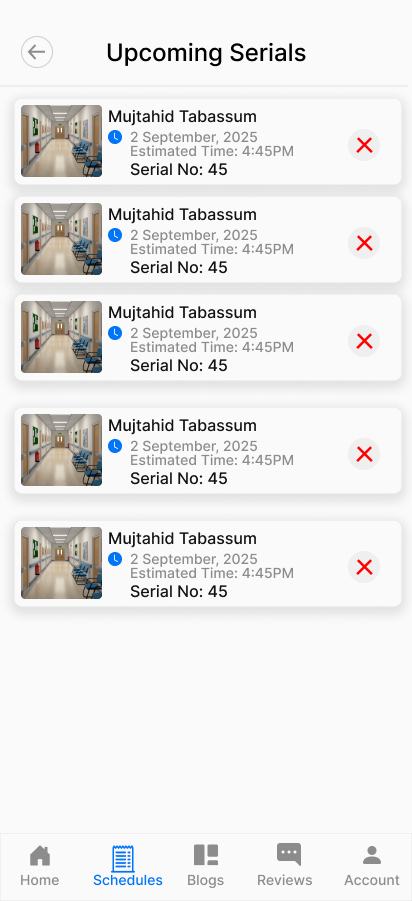 Upcoming Serials
Mujtahid Tabassum
2 September, 2025
Estimated Time: 4:45PM
Serial No: 45
Mujtahid Tabassum
2 September, 2025
Estimated Time: 4:45PM
Serial No: 45
Mujtahid Tabassum
2 September, 2025
Estimated Time: 4:45PM
Serial No: 45
Mujtahid Tabassum
2 September, 2025
Estimated Time: 4:45PM
Serial No: 45
Mujtahid Tabassum
2 September, 2025
Estimated Time: 4:45PM
Serial No: 45
Home Schedules Blogs Reviews Account